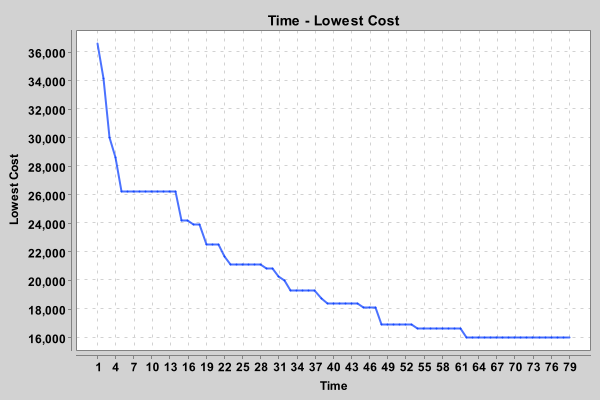 Time - Lowest Cost
36,000
34,000
32,000
30,000
28,000
26,000
24,000
22,000
20,000
18,000
16,000
Lowest Cost
1 4 7 10 13 16 19 22 25 28 31 34 37 40 43 46 49 52 55 58 61 64 67 70 73 76 79
Time